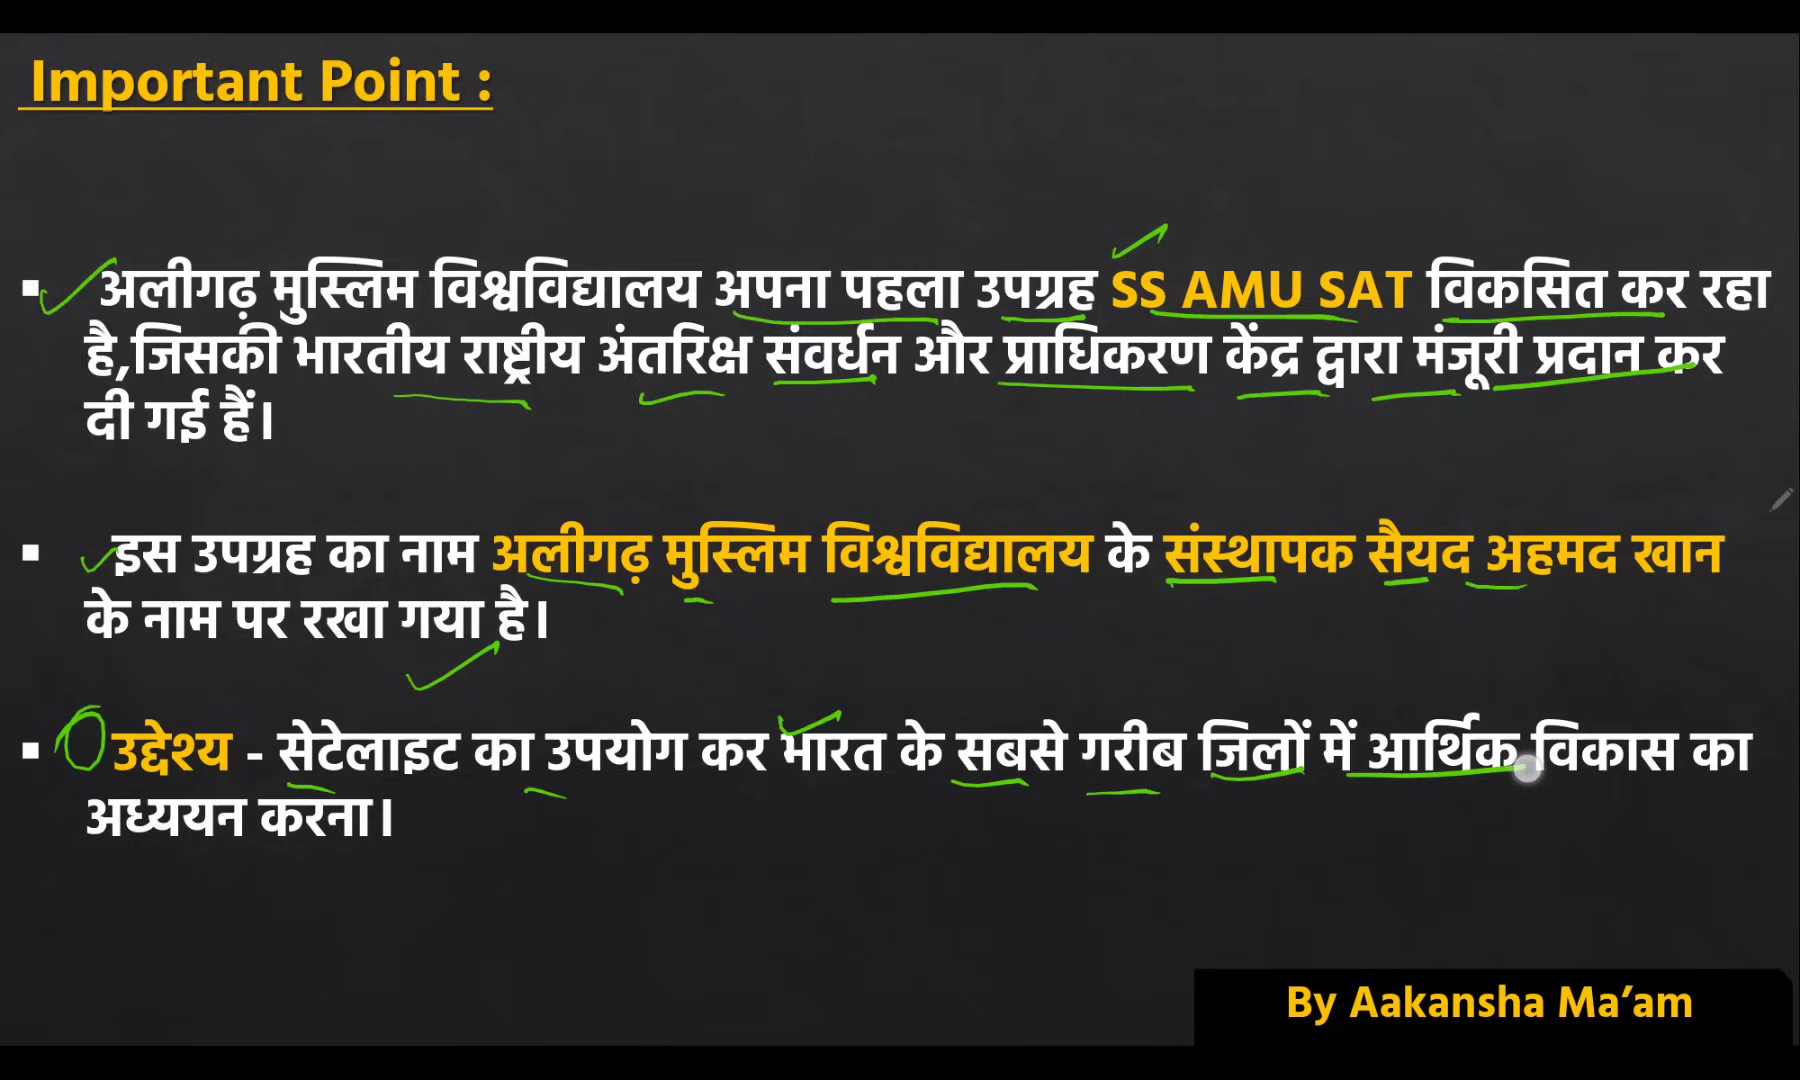 Important Point :
अलीगढ़ मुस्लिम विश्वविद्यालय अपना पहला उपग्रह SS AMU SAT विकसित कर रहा
है,जिसकी भारतीय राष्ट्रीय अंतरिक्ष संवर्धन और प्राधिकरण केंद्र द्वारा मंजूरी प्रदान कर
दी गई हैं।
इस उपग्रह का नाम अलीगढ़ मुस्लिम विश्वविद्यालय के संस्थापक सैयद अहमद खान
के नाम पर रखा गया है।
उद्देश्य - सेटेलाइट का उपयोग कर भारत के सबसे गरीब जिलों में आर्थिक विकास का
अध्ययन करना।
By Aakansha Ma’am